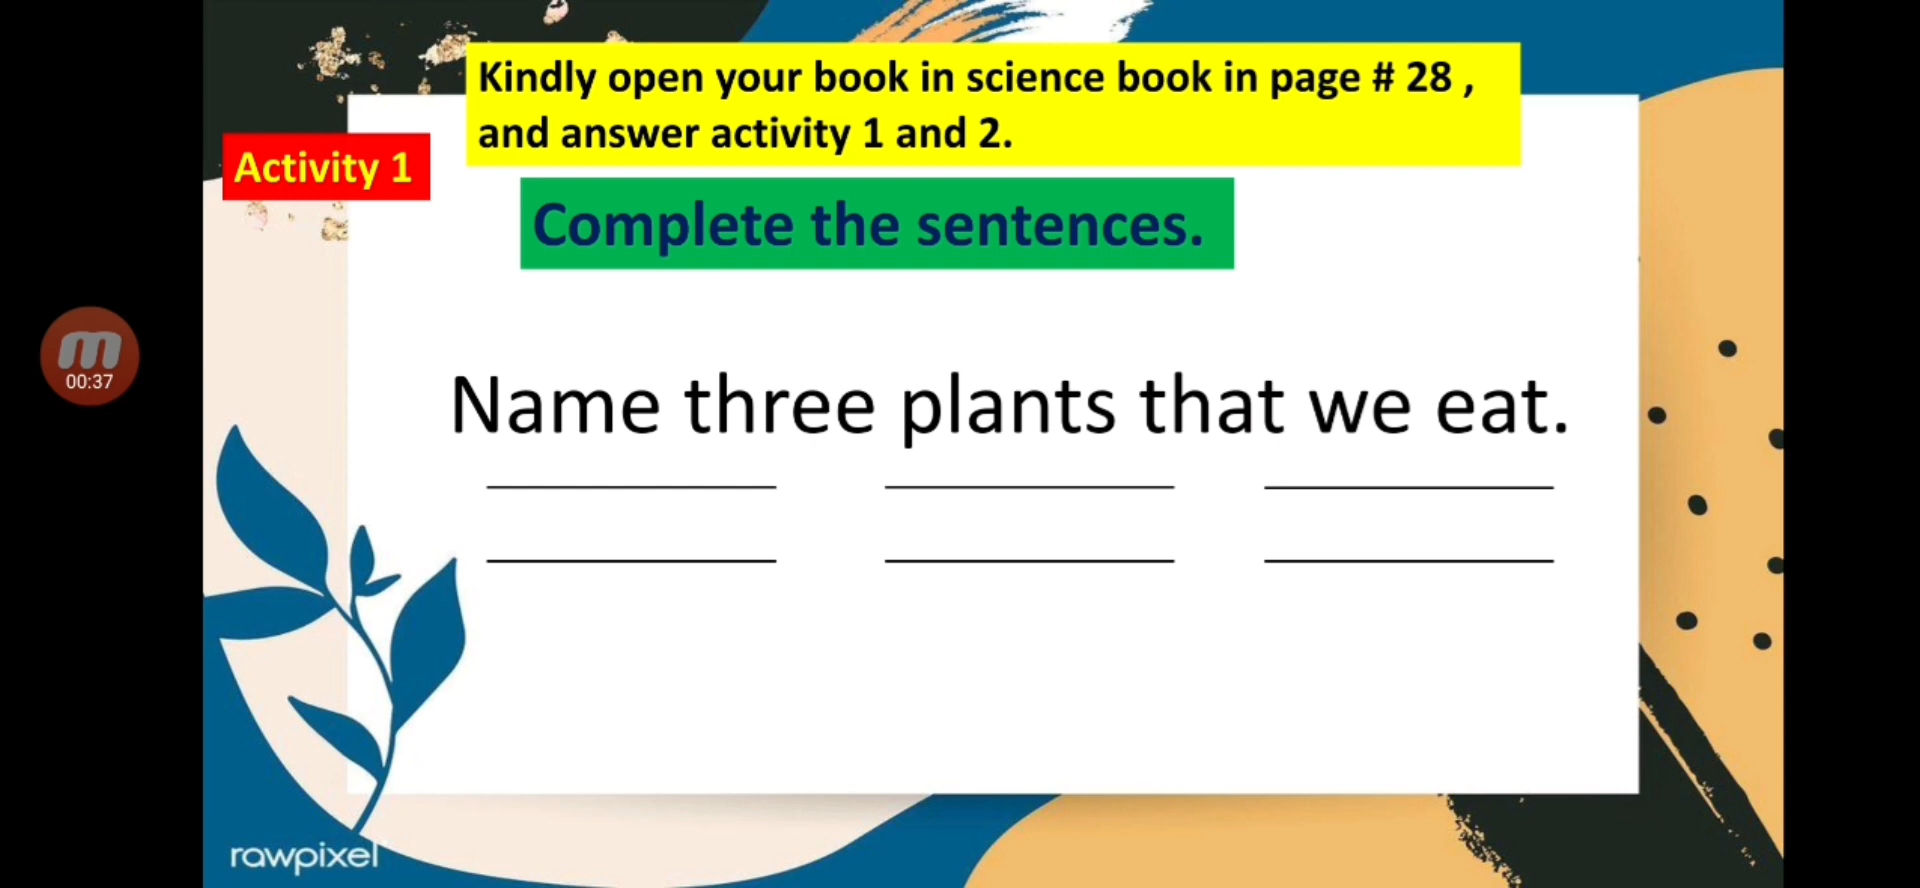 Kindly open your book in science book in page # 28 ,
and answer activity 1 and 2.
Activity 1
Complete the sentences.
m
00:37
Name three plants that we eat.
rawpixel